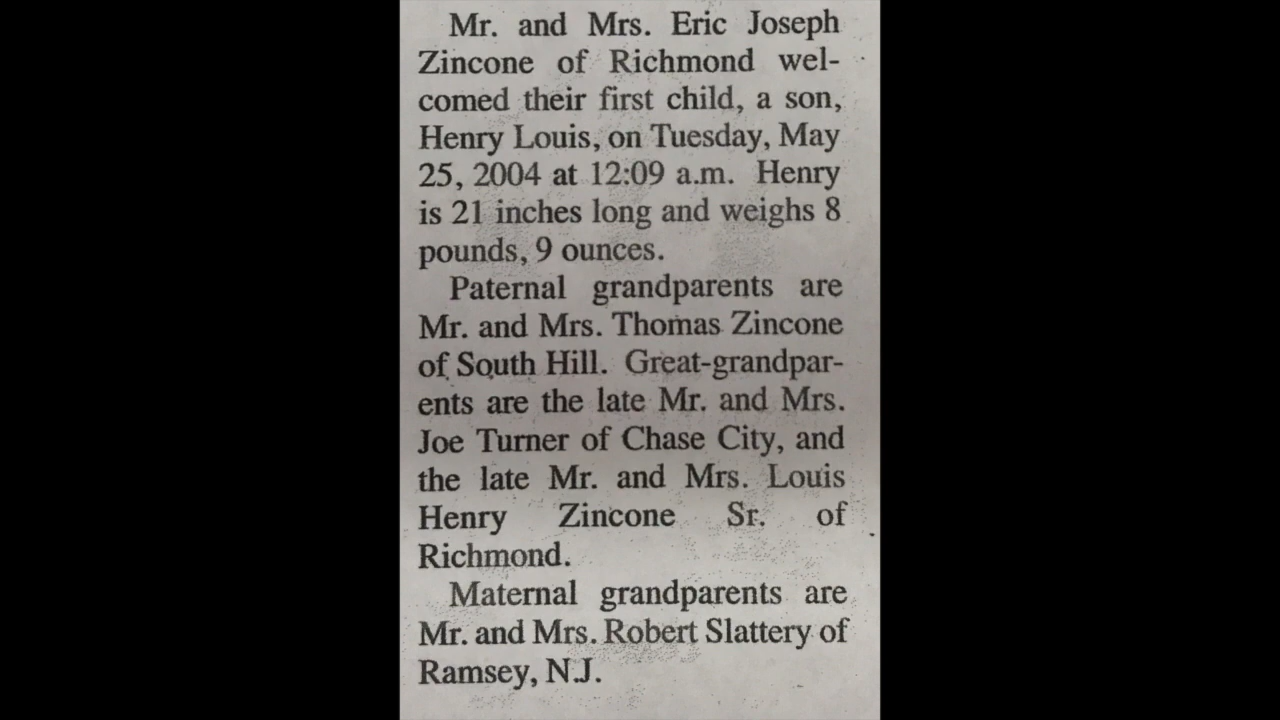 Mr. and Mrs. Eric Joseph
Zincone of Richmond wel-
comed their first child, a son,
Henry Louis, on Tuesday, May
25, 2004 at 12:09 a.m. Henry
is 21 inches long and weighs 8
pounds, 9 ounces.
Paternal grandparents are
Mr. and Mrs. Thomas Zincone
of South Hill. Great-grandpar-
ents are the late Mr. and Mrs.
Joe Turner of Chase City, and
the late Mr. and Mrs. Louis
Henry Zincone Sr. of
Richmond.
Maternal grandparents are
Mr. and Mrs. Robert Slattery of
Ramsey, N.J.